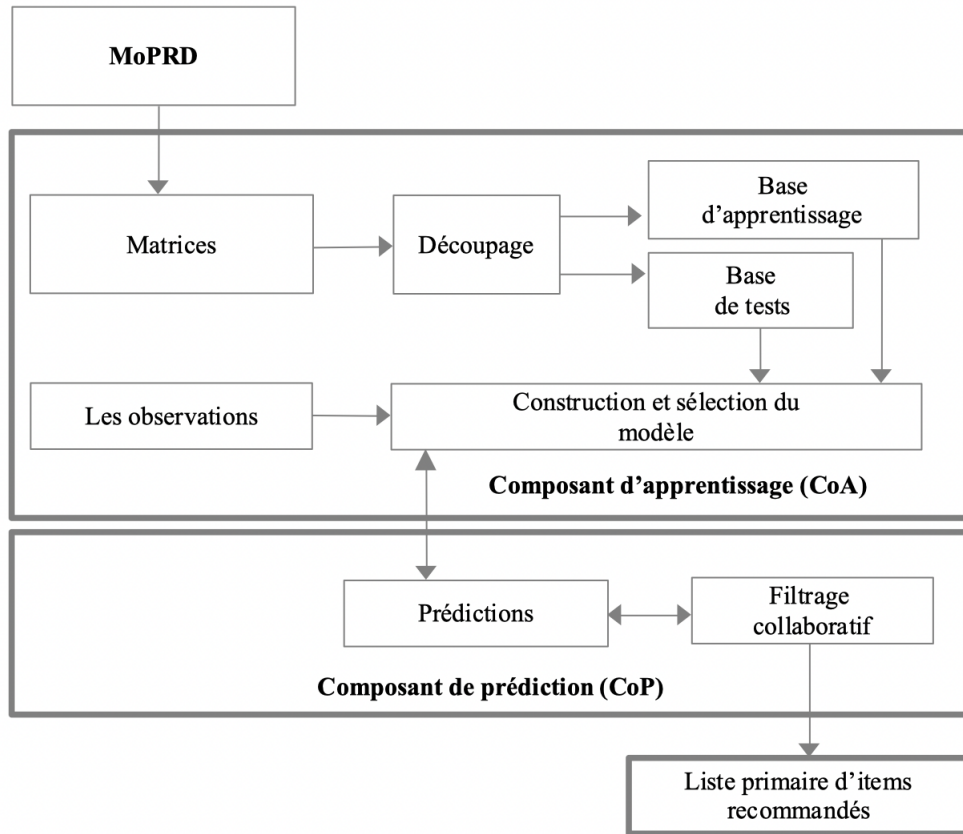 MoPRD
Base
d’apprentissage
Matrices
Découpage
Base
de tests
Les observations
Construction et sélection du
modèle
Composant d’apprentissage (CoA)
Prédictions
Filtrage
collaboratif
Composant de prédiction (CoP)
Liste primaire d’items
recommandés